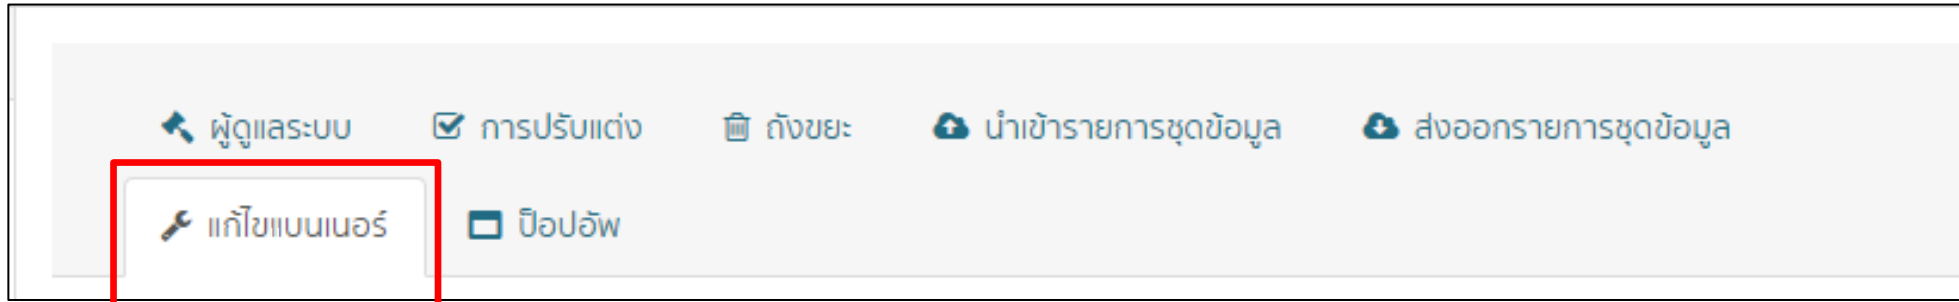 ผู้ดูแลระบบ การปรับแต่ง ถังขยะ นำเข้ารายการชุดข้อมูล ส่งออกรายการชุดข้อมูล
แก้ไขแบนเนอร์ ป็อปอัพ